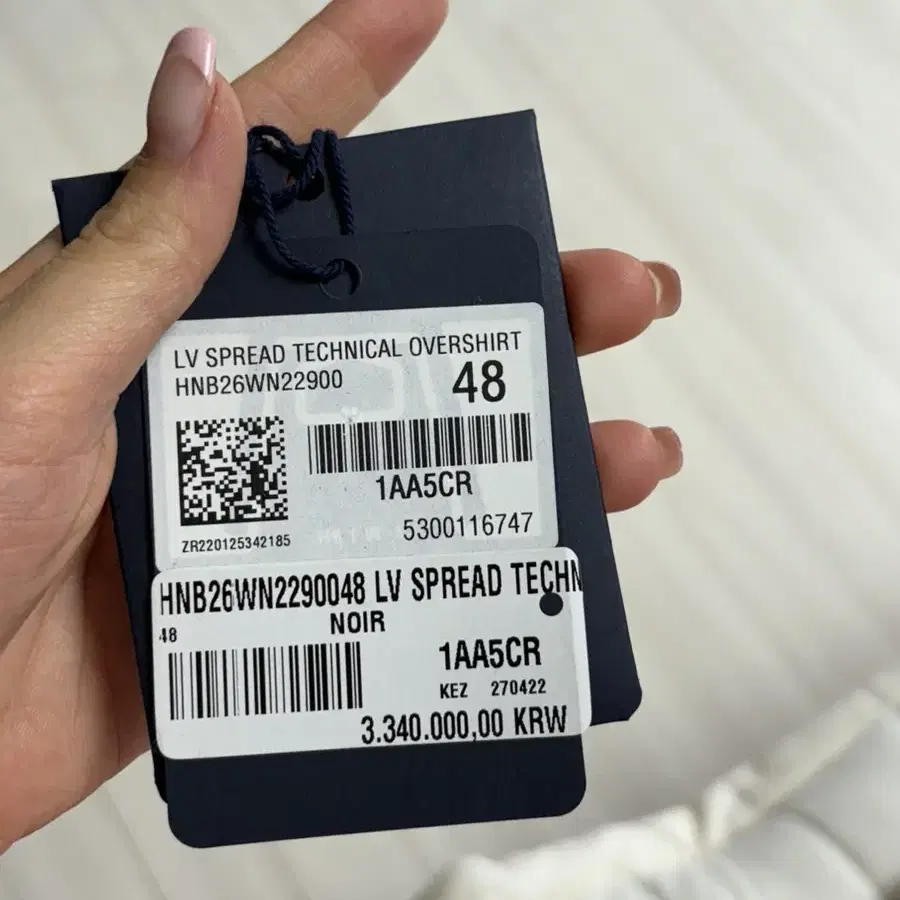 LV SPREAD TECHNICAL OVERSHIRT
HNB26WN22900
48
1AA5CR
ZR220125342185
5300116747
HNB26WN2290048 LV SPREAD TECHN
48
NOIR
1AA5CR
KEZ 270422
3.340.000,00 KRW